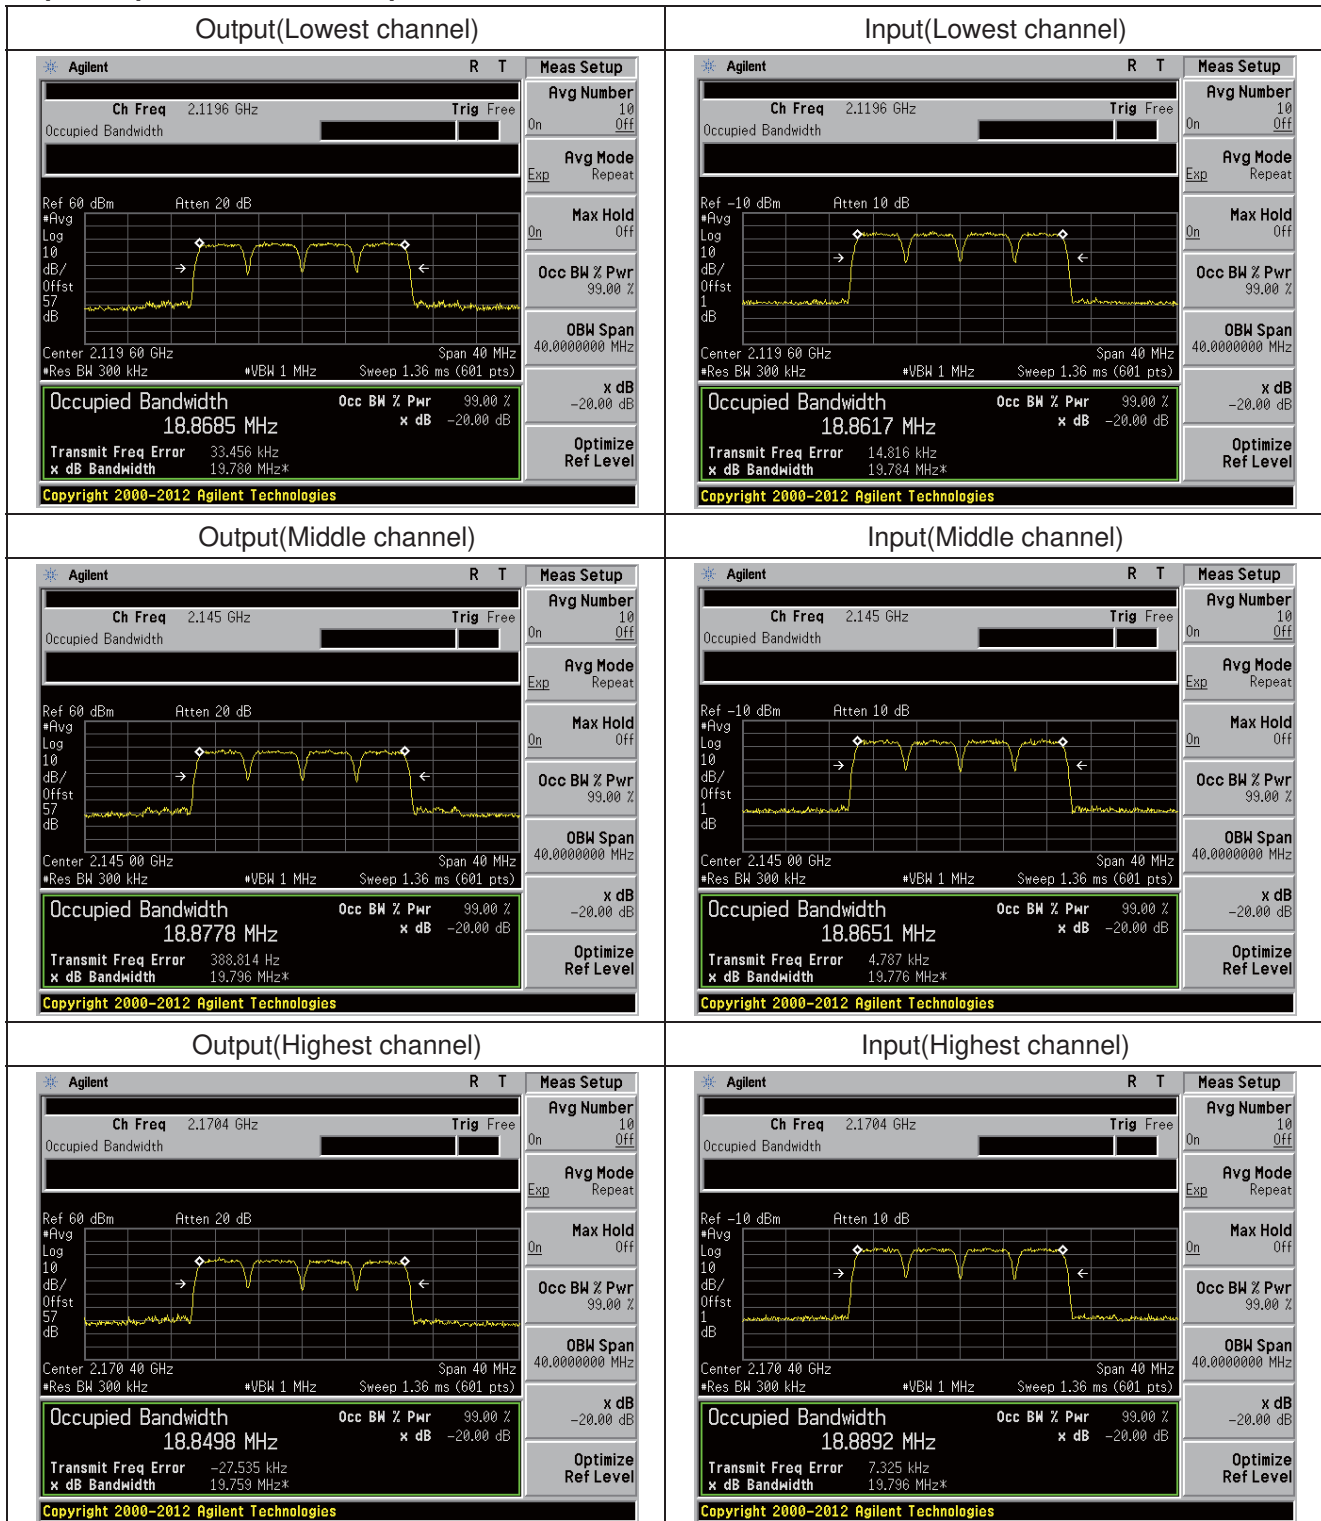 Output(Lowest channel)
Input(Lowest channel)
Agilent R T Meas Setup
Ch Freq 2.1196 GHz Trig Free
Occupied Bandwidth
Avg Number
10
On Off
Avg Mode
Exp Repeat
Max Hold
On Off
Occ BW % Pwr
99.00 %
OBW Span
40.0000000 MHz
x dB
-20.00 dB
Optimize
Ref Level
Ref 60 dBm Atten 20 dB
#Avg
Log
10
dB/
Offst
57
dB
Center 2.119 60 GHz Span 40 MHz
#Res BW 300 kHz #VBW 1 MHz Sweep 1.36 ms (601 pts)
Occupied Bandwidth Occ BW % Pwr 99.00 %
18.8685 MHz x dB -20.00 dB
Transmit Freq Error 33.456 kHz
x dB Bandwidth 19.780 MHz*
Copyright 2000-2012 Agilent Technologies
Agilent R T Meas Setup
Ch Freq 2.1196 GHz Trig Free
Occupied Bandwidth
Avg Number
10
On Off
Avg Mode
Exp Repeat
Max Hold
On Off
Occ BW % Pwr
99.00 %
OBW Span
40.0000000 MHz
x dB
-20.00 dB
Optimize
Ref Level
Ref -10 dBm Atten 10 dB
#Avg
Log
10
dB/
Offst
1
dB
Center 2.119 60 GHz Span 40 MHz
#Res BW 300 kHz #VBW 1 MHz Sweep 1.36 ms (601 pts)
Occupied Bandwidth Occ BW % Pwr 99.00 %
18.8617 MHz x dB -20.00 dB
Transmit Freq Error 14.816 kHz
x dB Bandwidth 19.784 MHz*
Copyright 2000-2012 Agilent Technologies
Output(Middle channel)
Input(Middle channel)
Agilent R T Meas Setup
Ch Freq 2.145 GHz Trig Free
Occupied Bandwidth
Avg Number
10
On Off
Avg Mode
Exp Repeat
Max Hold
On Off
Occ BW % Pwr
99.00 %
OBW Span
40.0000000 MHz
x dB
-20.00 dB
Optimize
Ref Level
Ref 60 dBm Atten 20 dB
#Avg
Log
10
dB/
Offst
57
dB
Center 2.145 00 GHz Span 40 MHz
#Res BW 300 kHz #VBW 1 MHz Sweep 1.36 ms (601 pts)
Occupied Bandwidth Occ BW % Pwr 99.00 %
18.8778 MHz x dB -20.00 dB
Transmit Freq Error 388.814 Hz
x dB Bandwidth 19.796 MHz*
Copyright 2000-2012 Agilent Technologies
Agilent R T Meas Setup
Ch Freq 2.145 GHz Trig Free
Occupied Bandwidth
Avg Number
10
On Off
Avg Mode
Exp Repeat
Max Hold
On Off
Occ BW % Pwr
99.00 %
OBW Span
40.0000000 MHz
x dB
-20.00 dB
Optimize
Ref Level
Ref -10 dBm Atten 10 dB
#Avg
Log
10
dB/
Offst
1
dB
Center 2.145 00 GHz Span 40 MHz
#Res BW 300 kHz #VBW 1 MHz Sweep 1.36 ms (601 pts)
Occupied Bandwidth Occ BW % Pwr 99.00 %
18.8651 MHz x dB -20.00 dB
Transmit Freq Error 4.787 kHz
x dB Bandwidth 19.776 MHz*
Copyright 2000-2012 Agilent Technologies
Output(Highest channel)
Input(Highest channel)
Agilent R T Meas Setup
Ch Freq 2.1704 GHz Trig Free
Occupied Bandwidth
Avg Number
10
On Off
Avg Mode
Exp Repeat
Max Hold
On Off
Occ BW % Pwr
99.00 %
OBW Span
40.0000000 MHz
x dB
-20.00 dB
Optimize
Ref Level
Ref 60 dBm Atten 20 dB
#Avg
Log
10
dB/
Offst
57
dB
Center 2.170 40 GHz Span 40 MHz
#Res BW 300 kHz #VBW 1 MHz Sweep 1.36 ms (601 pts)
Occupied Bandwidth Occ BW % Pwr 99.00 %
18.8498 MHz x dB -20.00 dB
Transmit Freq Error -27.535 kHz
x dB Bandwidth 19.759 MHz*
Copyright 2000-2012 Agilent Technologies
Agilent R T Meas Setup
Ch Freq 2.1704 GHz Trig Free
Occupied Bandwidth
Avg Number
10
On Off
Avg Mode
Exp Repeat
Max Hold
On Off
Occ BW % Pwr
99.00 %
OBW Span
40.0000000 MHz
x dB
-20.00 dB
Optimize
Ref Level
Ref -10 dBm Atten 10 dB
#Avg
Log
10
dB/
Offst
1
dB
Center 2.170 40 GHz Span 40 MHz
#Res BW 300 kHz #VBW 1 MHz Sweep 1.36 ms (601 pts)
Occupied Bandwidth Occ BW % Pwr 99.00 %
18.8892 MHz x dB -20.00 dB
Transmit Freq Error 7.325 kHz
x dB Bandwidth 19.796 MHz*
Copyright 2000-2012 Agilent Technologies